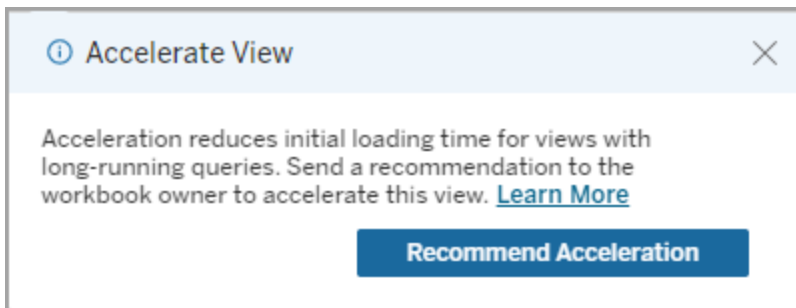 Accelerate View
Acceleration reduces initial loading time for views with
long-running queries. Send a recommendation to the
workbook owner to accelerate this view. Learn More
Recommend Acceleration